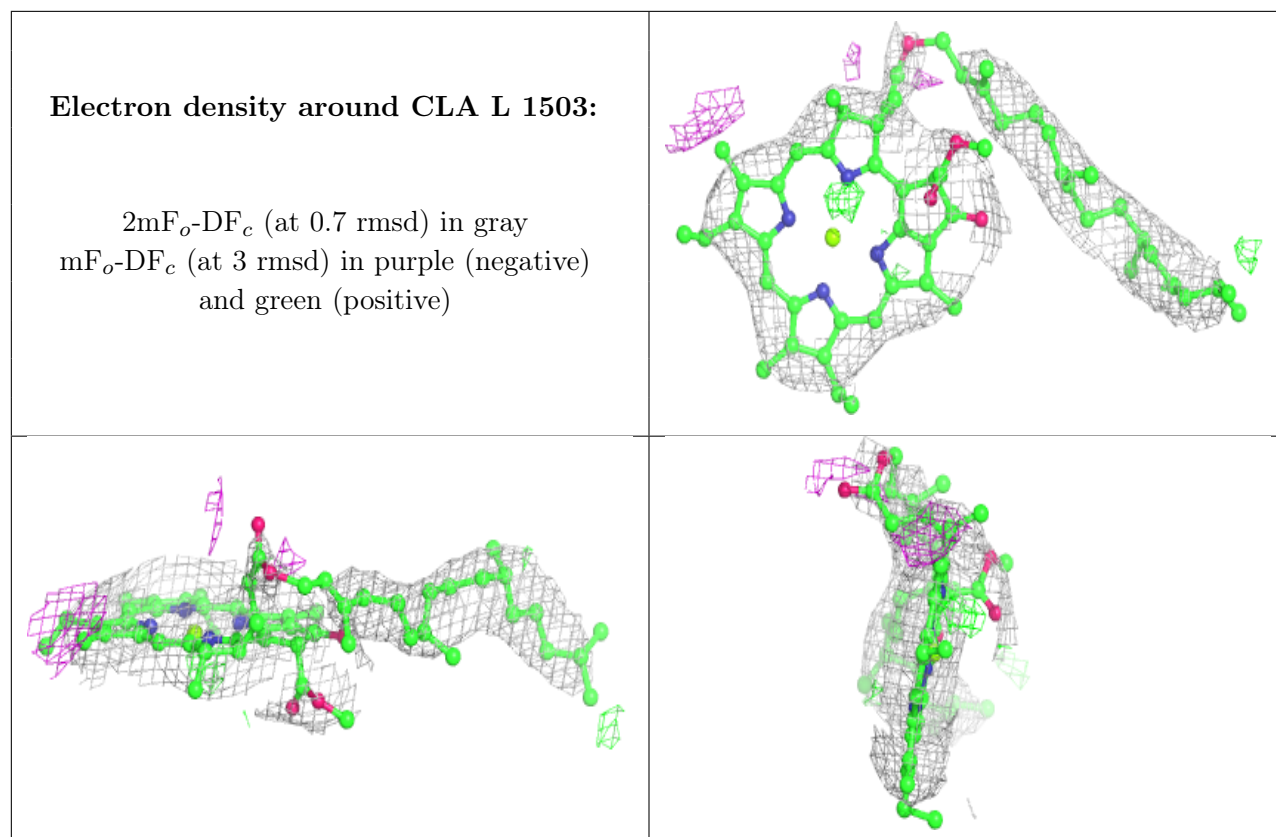 Electron density around CLA L 1503:
2mFo-DFc (at 0.7 rmsd) in gray
mFo-DFc (at 3 rmsd) in purple (negative)
and green (positive)